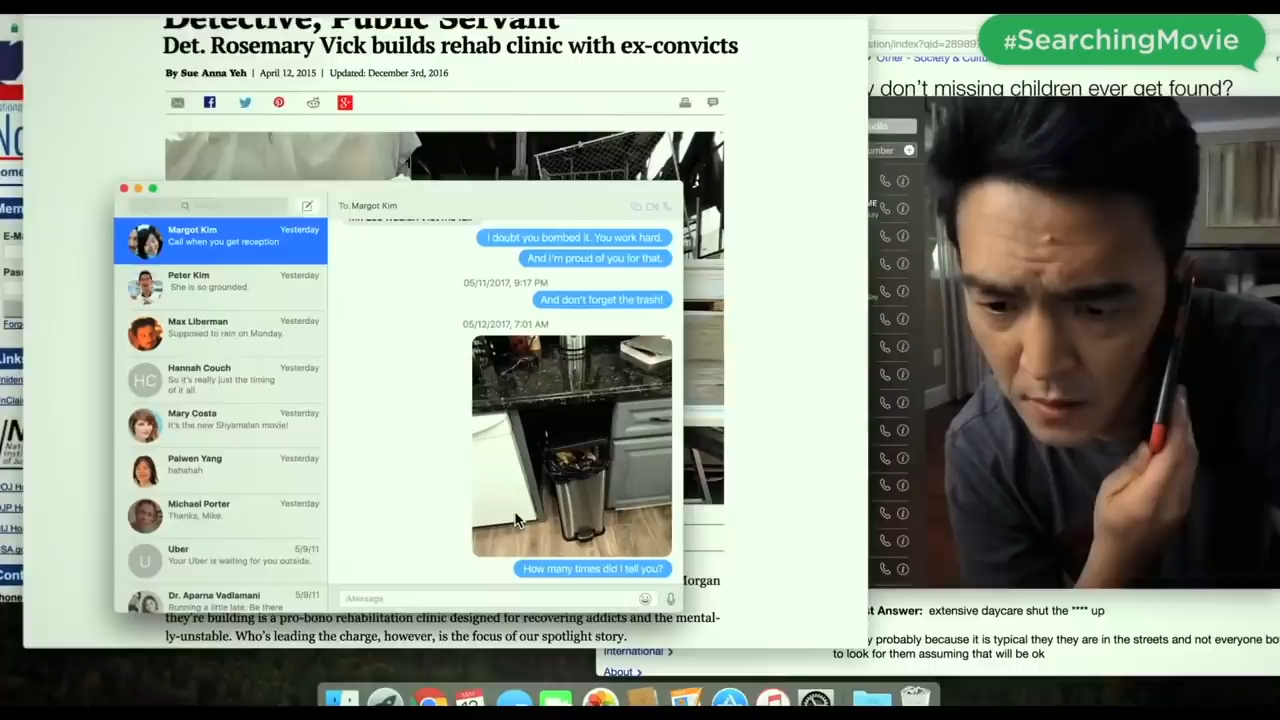 Detective, Public Servant
Det. Rosemary Vick builds rehab clinic with ex-convicts
By Sue Anna Yeh | April 12, 2015 | Updated: December 3rd, 2016
#SearchingMovie
stion/index?qid=28989
Other - Society & Cultu
y don't missing children ever get found?
To: Margot Kim
Margot Kim
Yesterday
Call when you get reception
Peter Kim
Yesterday
She is so grounded.
Max Liberman
Yesterday
Supposed to rain on Monday.
HC
Hannah Couch
Yesterday
So it's really just the timing
of it all.
Mary Costa
Yesterday
It's the new Shyamalan movie!
Paiwen Yang
Yesterday
hahahah
Michael Porter
Yesterday
Thanks, Mike.
U
Uber
5/9/11
Your Uber is waiting for you outside.
Dr. Aparna Vadlamani
5/9/11
Running a little late. Be there
I doubt you bombed it. You work hard.
And I'm proud of you for that.
05/11/2017, 9:17 PM
And don't forget the trash!
05/12/2017, 7:01 AM
How many times did I tell you?
iMessage
Morgan
they're building is a pro-bono rehabilitation clinic designed for recovering addicts and the mental-
ly-unstable. Who's leading the charge, however, is the focus of our spotlight story.
International >
About >
st Answer: extensive daycare shut the **** up
y probably because it is typical they they are in the streets and not everyone bo
to look for them assuming that will be ok
umber